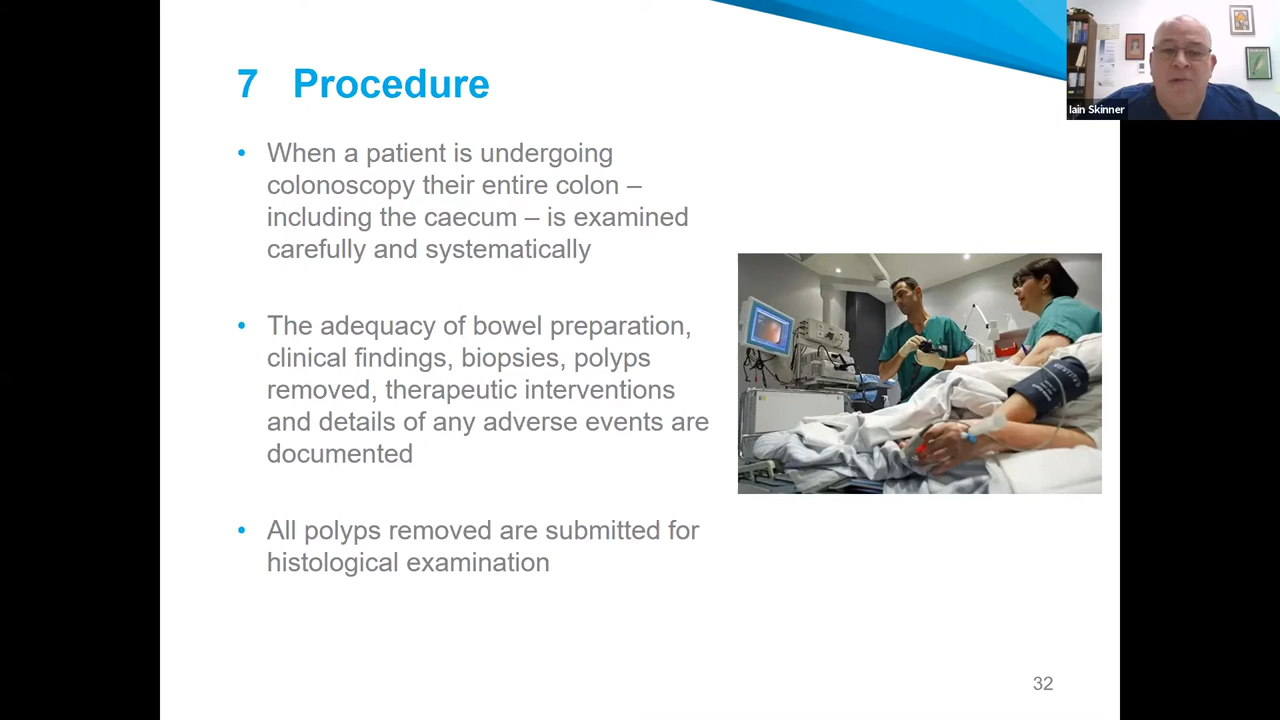 7 Procedure
• When a patient is undergoing
colonoscopy their entire colon –
including the caecum – is examined
carefully and systematically
• The adequacy of bowel preparation,
clinical findings, biopsies, polyps
removed, therapeutic interventions
and details of any adverse events are
documented
• All polyps removed are submitted for
histological examination
32
Iain Skinner